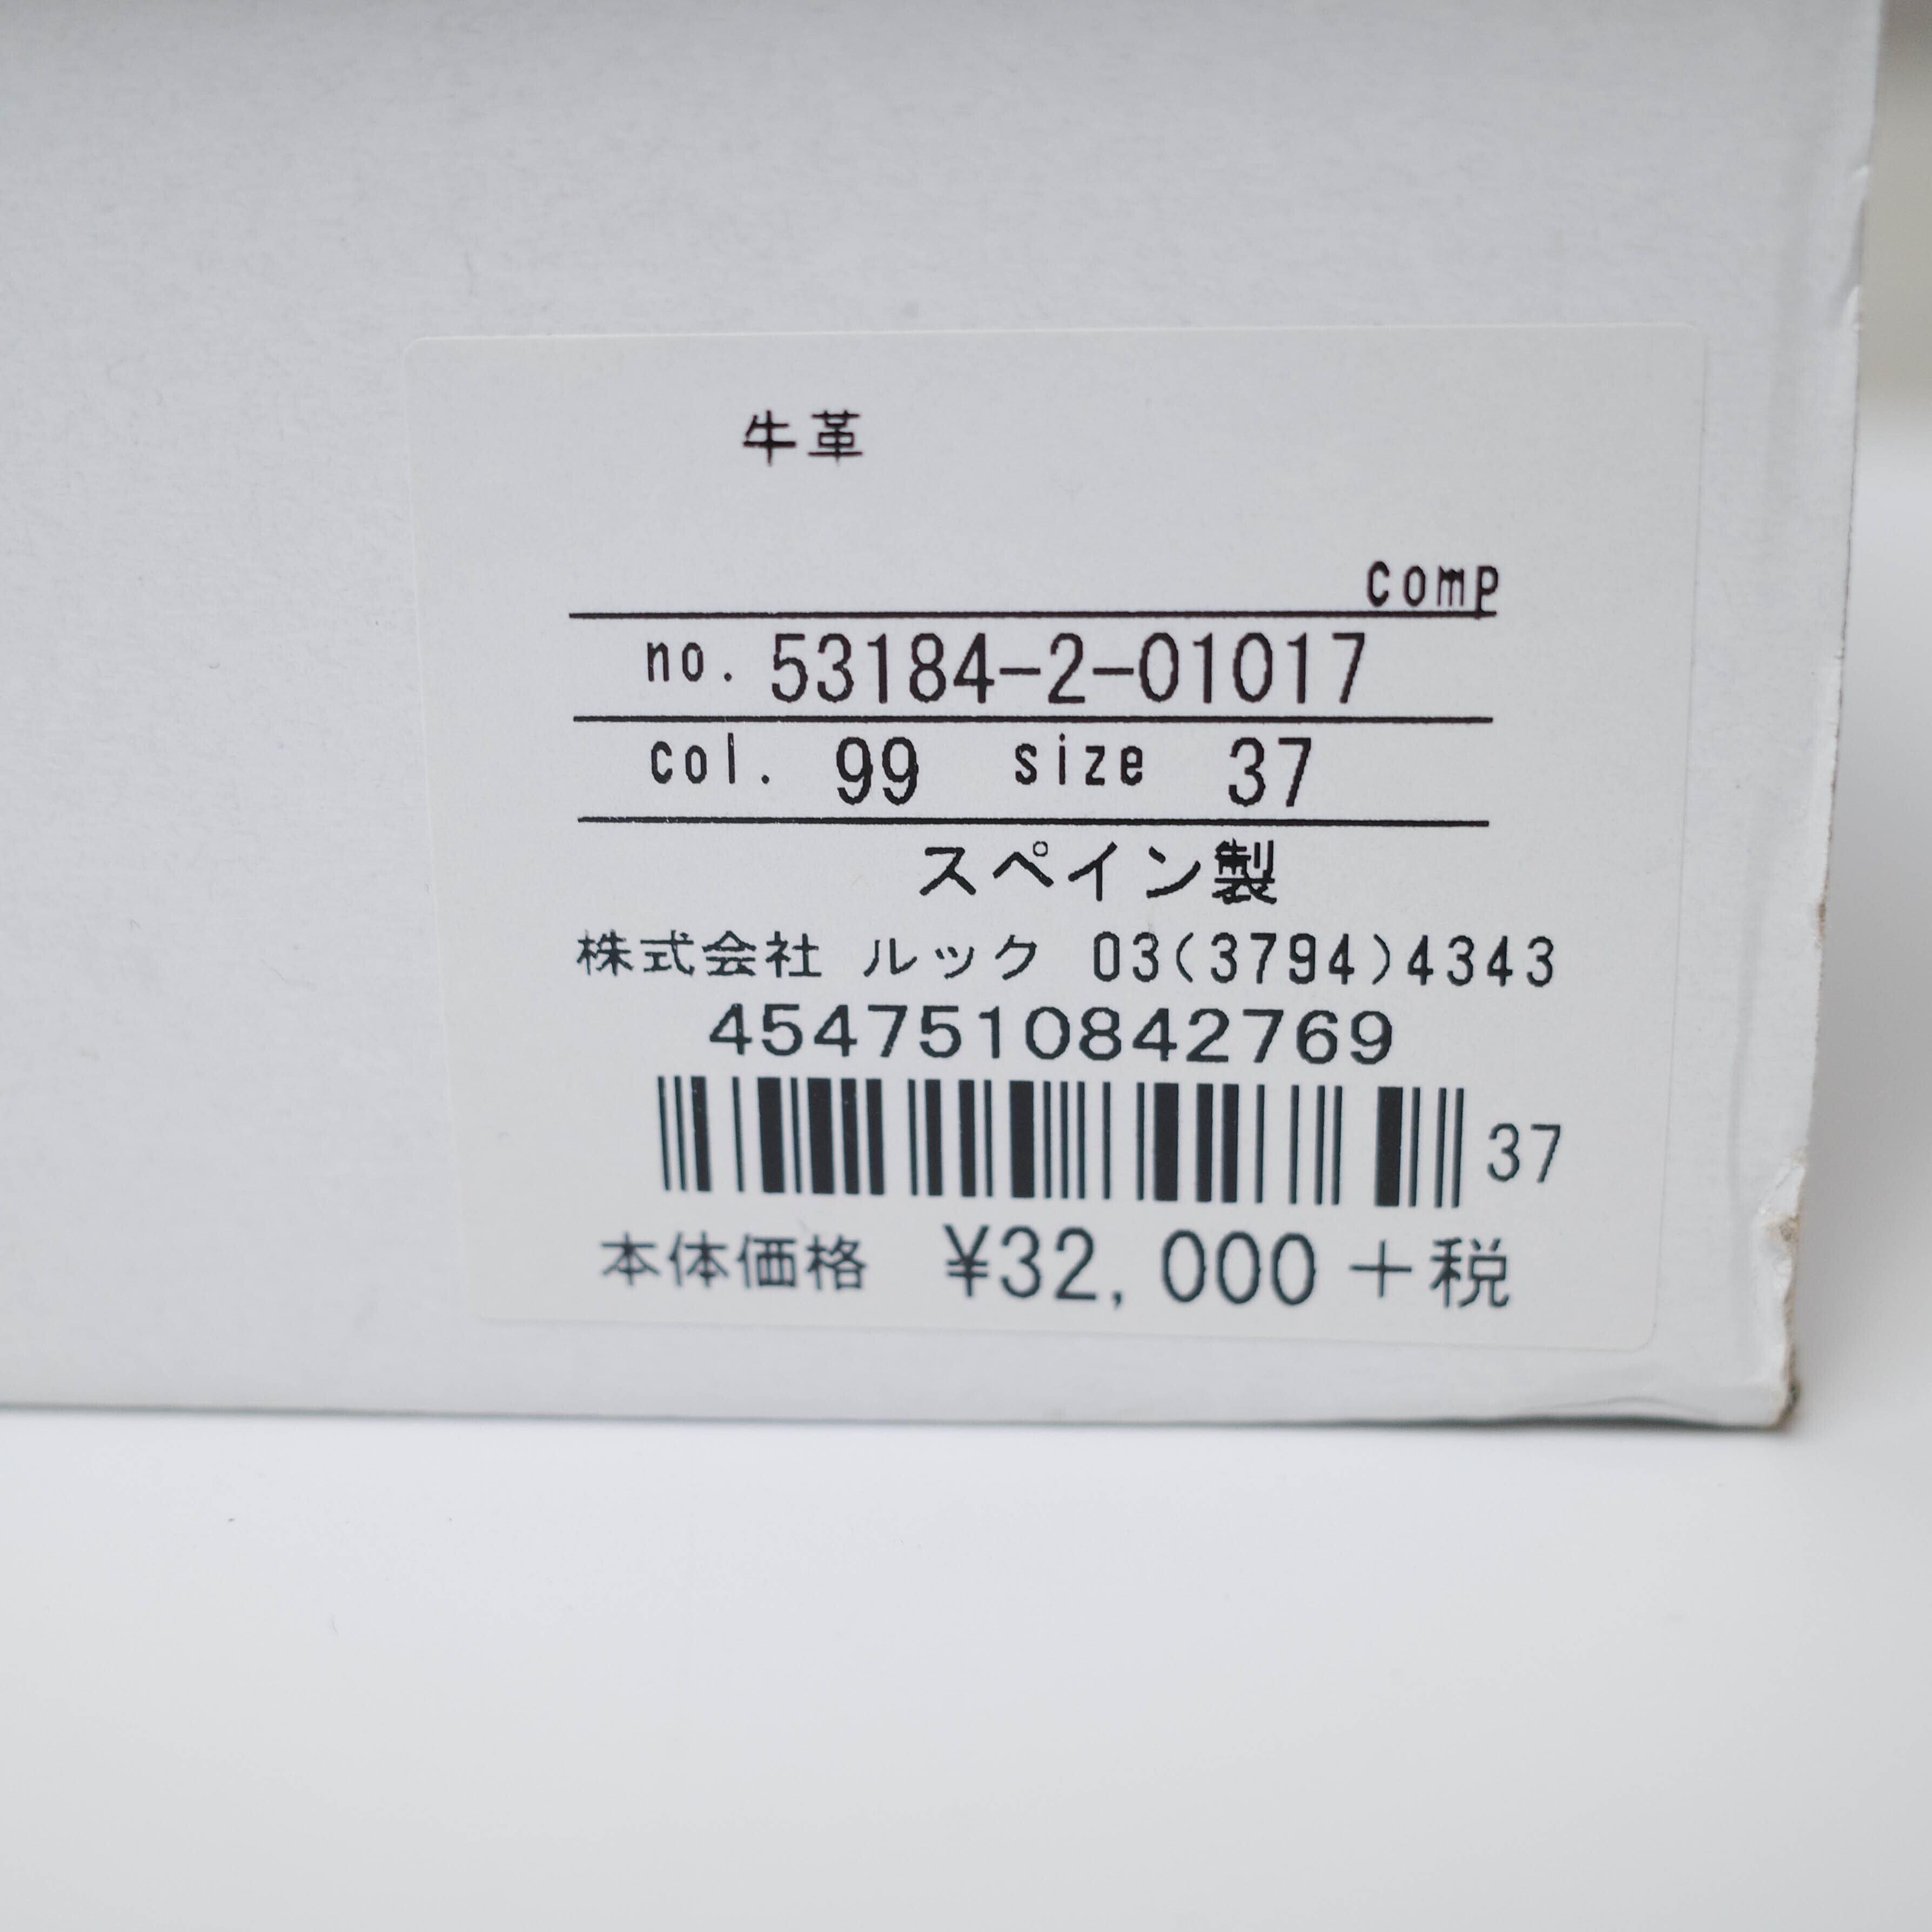 牛革
comp
no. 53184-2-01017
col. 99 size 37
スペイン製
株式会社 ルック 03(3794)4343
4547510842769
37
本体価格 ¥32,000+税